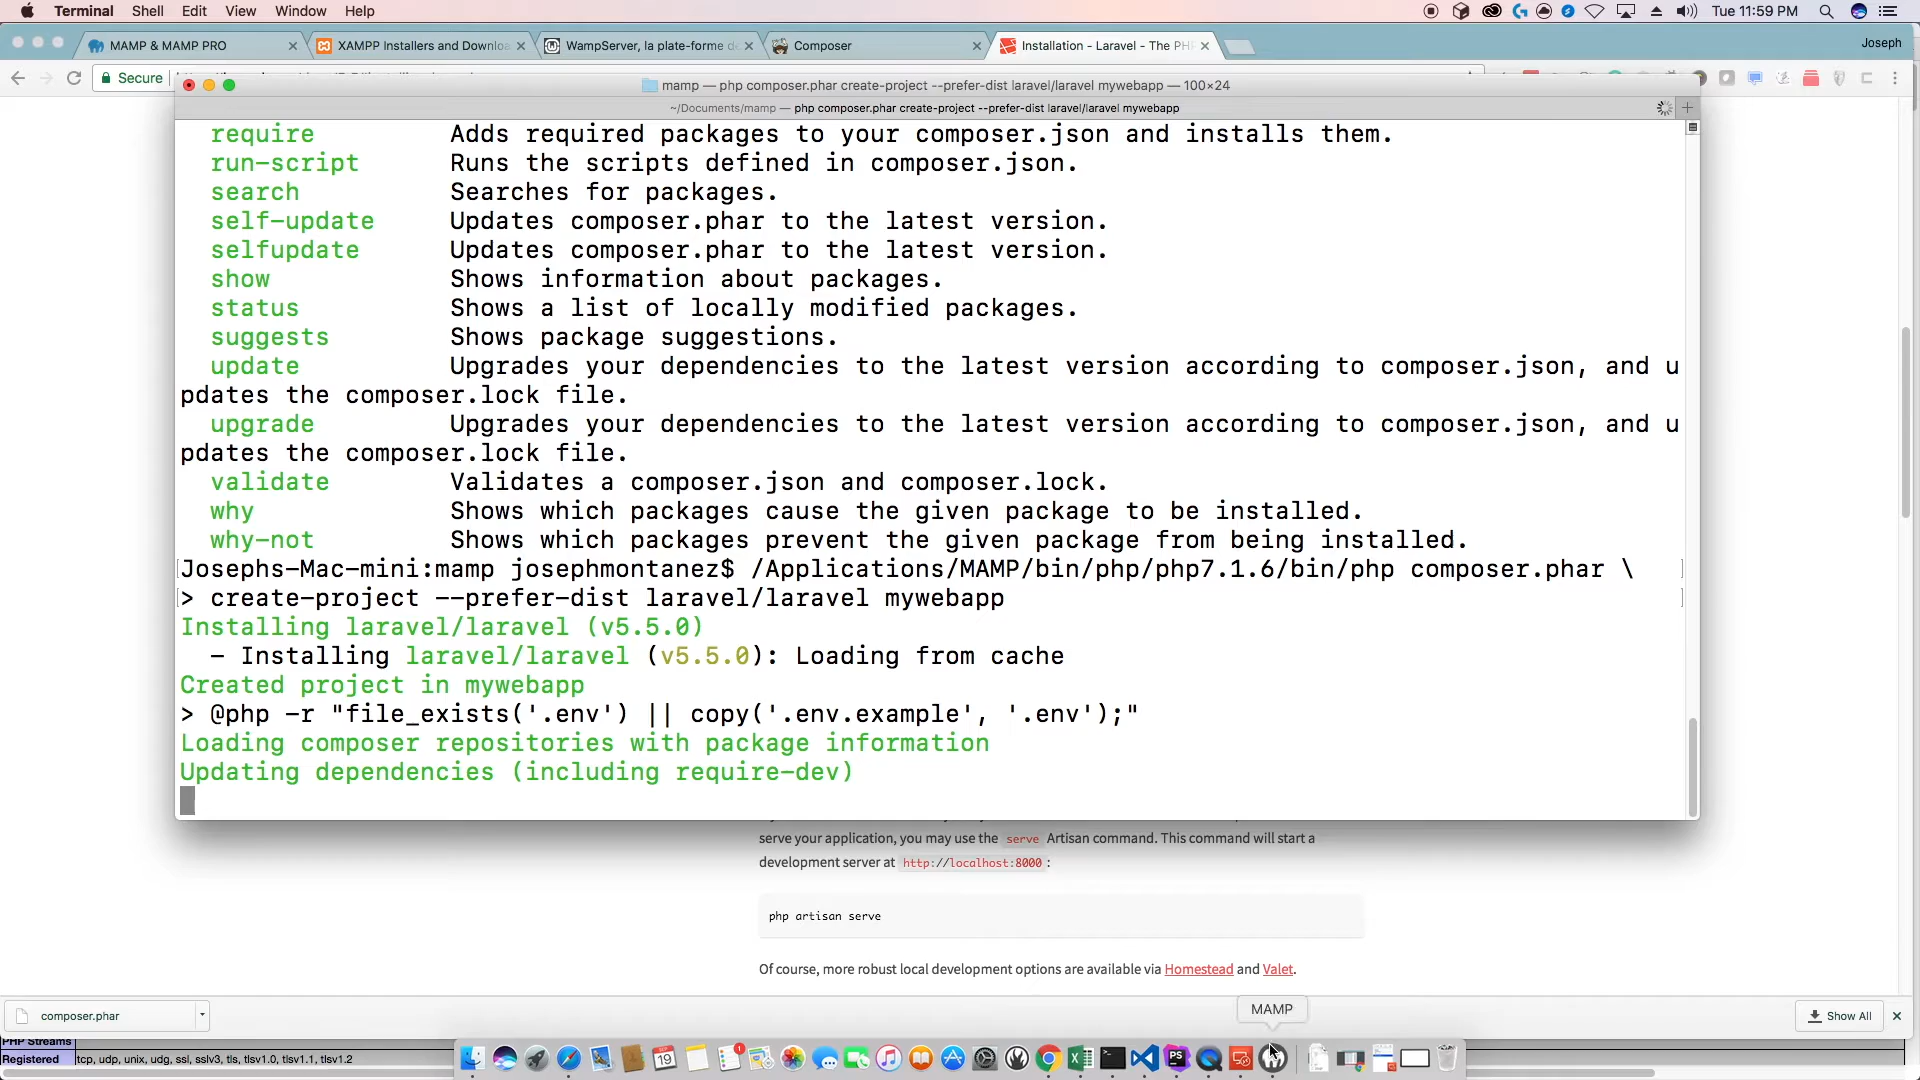 Terminal Shell Edit View Window Help Tue 11:59 PM
MAMP & MAMP PRO XAMPP Installers and Downloa WampServer, la plate-forme d Composer Installation - Laravel - The PH Joseph
Secure
mamp — php composer.phar create-project --prefer-dist laravel/laravel mywebapp — 100×24
~/Documents/mamp — php composer.phar create-project --prefer-dist laravel/laravel mywebapp
require Adds required packages to your composer.json and installs them.
run-script Runs the scripts defined in composer.json.
search Searches for packages.
self-update Updates composer.phar to the latest version.
selfupdate Updates composer.phar to the latest version.
show Shows information about packages.
status Shows a list of locally modified packages.
suggests Shows package suggestions.
update Upgrades your dependencies to the latest version according to composer.json, and u
pdates the composer.lock file.
upgrade Upgrades your dependencies to the latest version according to composer.json, and u
pdates the composer.lock file.
validate Validates a composer.json and composer.lock.
why Shows which packages cause the given package to be installed.
why-not Shows which packages prevent the given package from being installed.
Josephs-Mac-mini:mamp josephmontanez$ /Applications/MAMP/bin/php/php7.1.6/bin/php composer.phar \
> create-project --prefer-dist laravel/laravel mywebapp
Installing laravel/laravel (v5.5.0)
- Installing laravel/laravel (v5.5.0): Loading from cache
Created project in mywebapp
> @php -r "file_exists('.env') || copy('.env.example', '.env');"
Loading composer repositories with package information
Updating dependencies (including require-dev)
serve your application, you may use the serve Artisan command. This command will start a
development server at http://localhost:8000 :
php artisan serve
Of course, more robust local development options are available via Homestead and Valet.
MAMP
composer.phar Show All
PHP Streams
Registered tcp, udp, unix, udg, ssl, sslv3, tls, tlsv1.0, tlsv1.1, tlsv1.2
19
1
PS